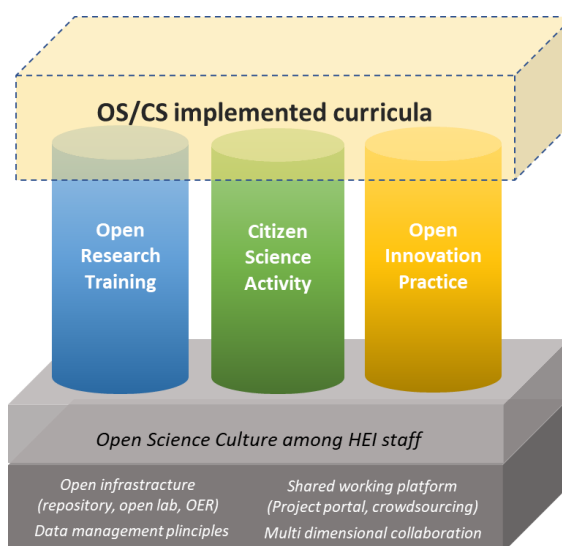 OS/CS implemented curricula
Open
Research
Training
Citizen
Science
Activity
Open
Innovation
Practice
Open Science Culture among HEI staff
Open infrastracture
(repository, open lab, OER)
Data management plinciples
Shared working platform
(Project portal, crowdsourcing)
Multi dimensional collaboration